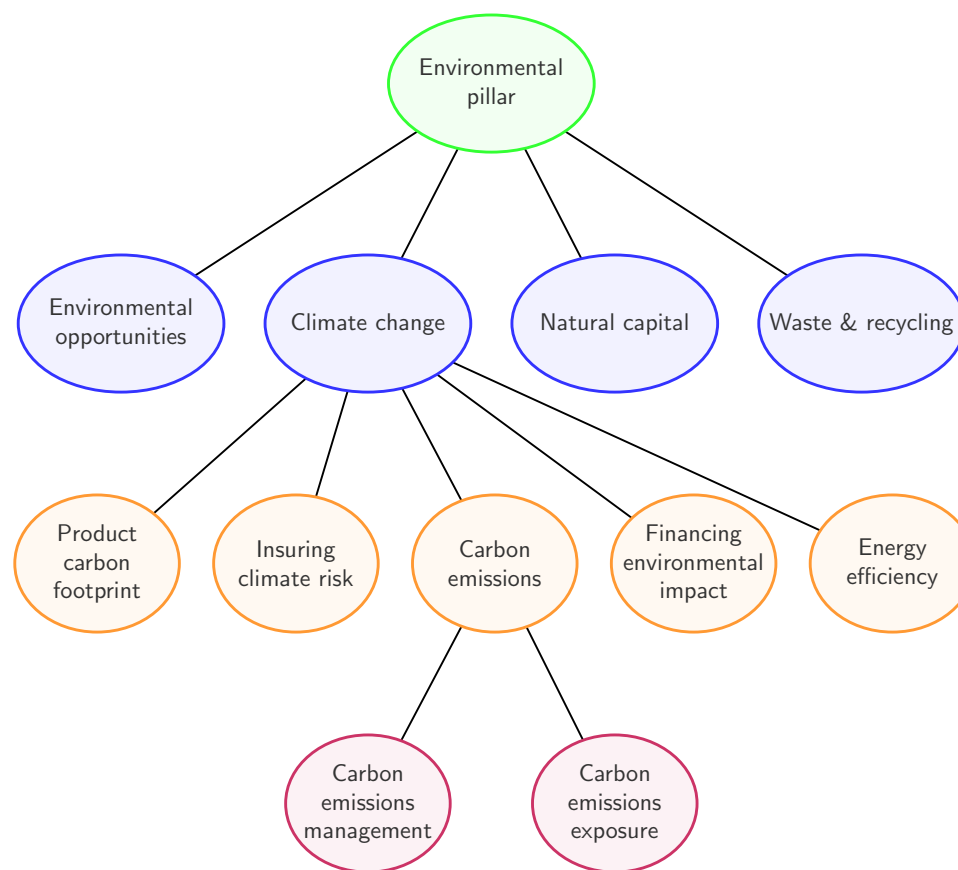 Environmental
pillar
Environmental
opportunities
Climate change
Natural capital
Waste & recycling
Product
carbon
footprint
Insuring
climate risk
Carbon
emissions
Financing
environmental
impact
Energy
efficiency
Carbon
emissions
management
Carbon
emissions
exposure